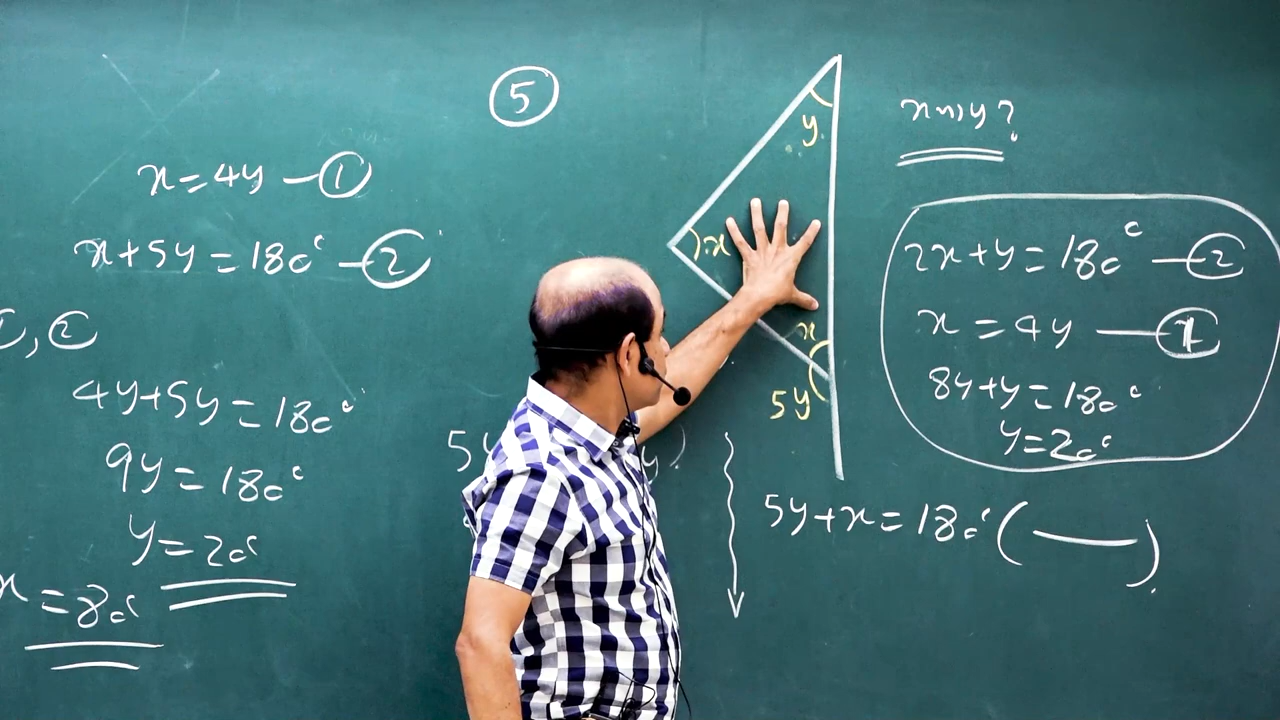 5
x=4y —1
x+5y=180° —2
1, 2
4y+5y=180°
9y=180°
y=20°
x=80°
y
x
x
5y
x y?
2x+y=180° —2
x=4y —1
8y+y=180°
y=20°
5y+x=180° (—)
5y
y)